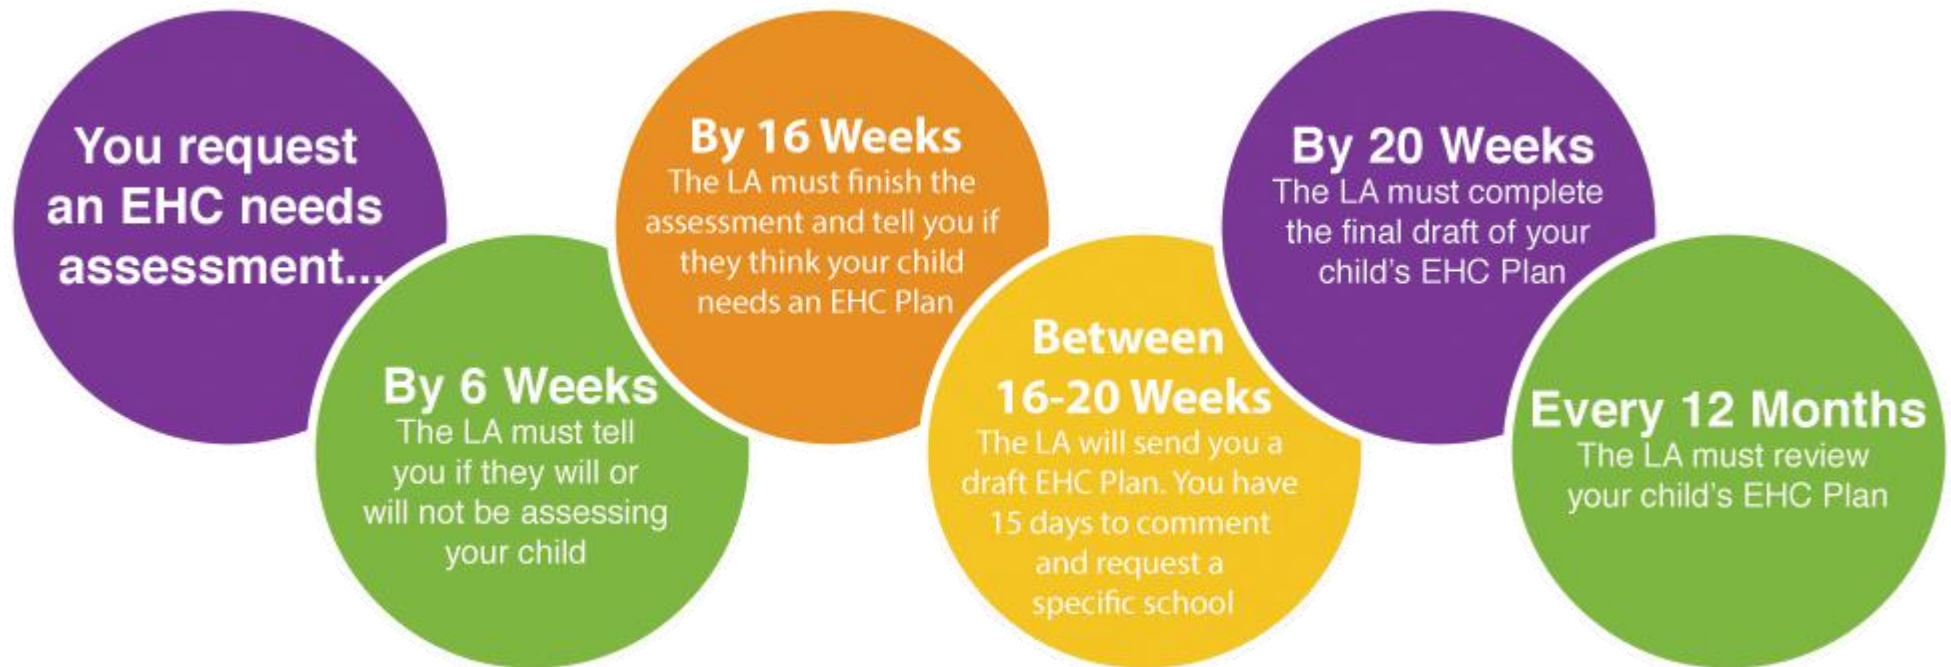 You request
an EHC needs
assessment...
By 6 Weeks
The LA must tell
you if they will or
will not be assessing
your child
By 16 Weeks
The LA must finish the
assessment and tell you if
they think your child
needs an EHC Plan
Between
16-20 Weeks
The LA will send you a
draft EHC Plan. You have
15 days to comment
and request a
specific school
By 20 Weeks
The LA must complete
the final draft of your
child's EHC Plan
Every 12 Months
The LA must review
your child's EHC Plan